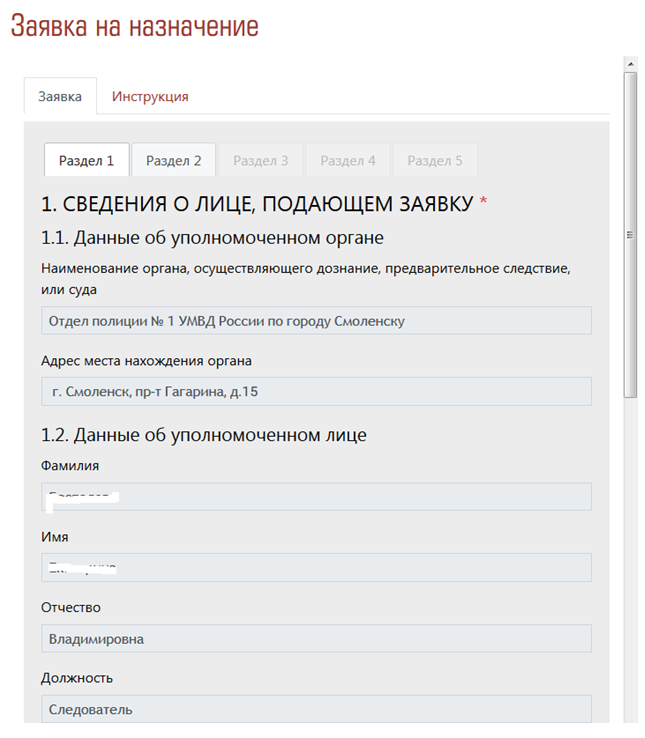 Заявка на назначение
Заявка Инструкция
Раздел 1 Раздел 2 Раздел 3 Раздел 4 Раздел 5
1. СВЕДЕНИЯ О ЛИЦЕ, ПОДАЮЩЕМ ЗАЯВКУ *
1.1. Данные об уполномоченном органе
Наименование органа, осуществляющего дознание, предварительное следствие,
или суда
Отдел полиции № 1 УМВД России по городу Смоленску
Адрес места нахождения органа
г. Смоленск, пр-т Гагарина, д.15
1.2. Данные об уполномоченном лице
Фамилия
Имя
Отчество
Владимировна
Должность
Следователь